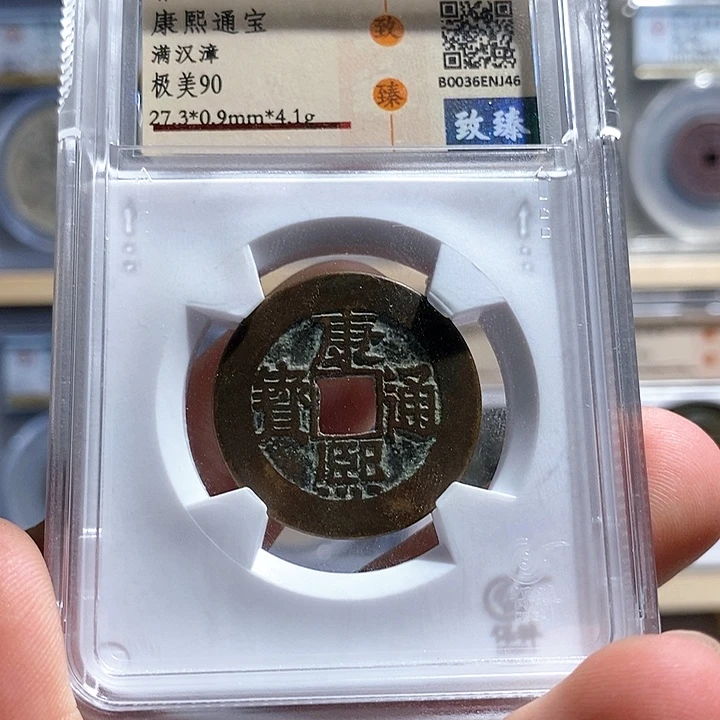 康熙通宝
满汉漳
极美90
27.3*0.9mm*4.1g
致
臻
B0036ENJ46
致臻
康熙通寳